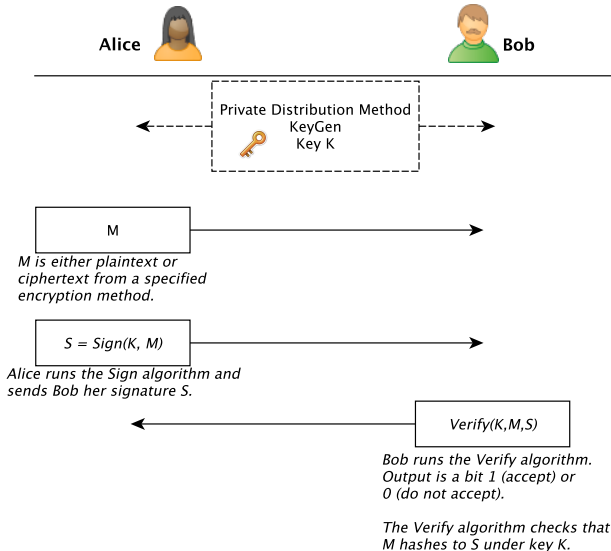 Alice
Bob
Private Distribution Method
KeyGen
Key K
M
M is either plaintext or
ciphertext from a specified
encryption method.
S = Sign(K, M)
Alice runs the Sign algorithm and
sends Bob her signature S.
Verify(K,M,S)
Bob runs the Verify algorithm.
Output is a bit 1 (accept) or
0 (do not accept).
The Verify algorithm checks that
M hashes to S under key K.